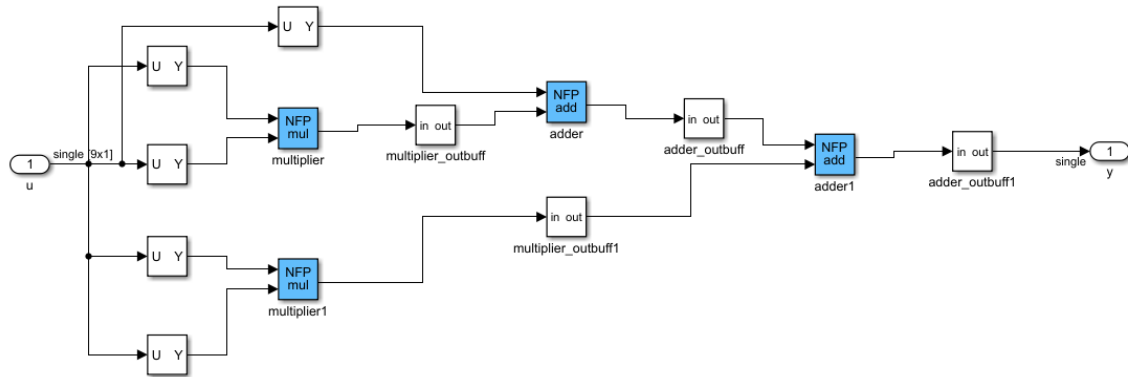 U Y
U Y
NFP
add
NFP
mul
in out
in out
adder
NFP
add
single [9x1]
multiplier
multiplier_outbuff
adder_outbuff
1
U Y
in out
1
u
adder1
single
adder_outbuff1
y
in out
multiplier_outbuff1
U Y
NFP
mul
multiplier1
U Y